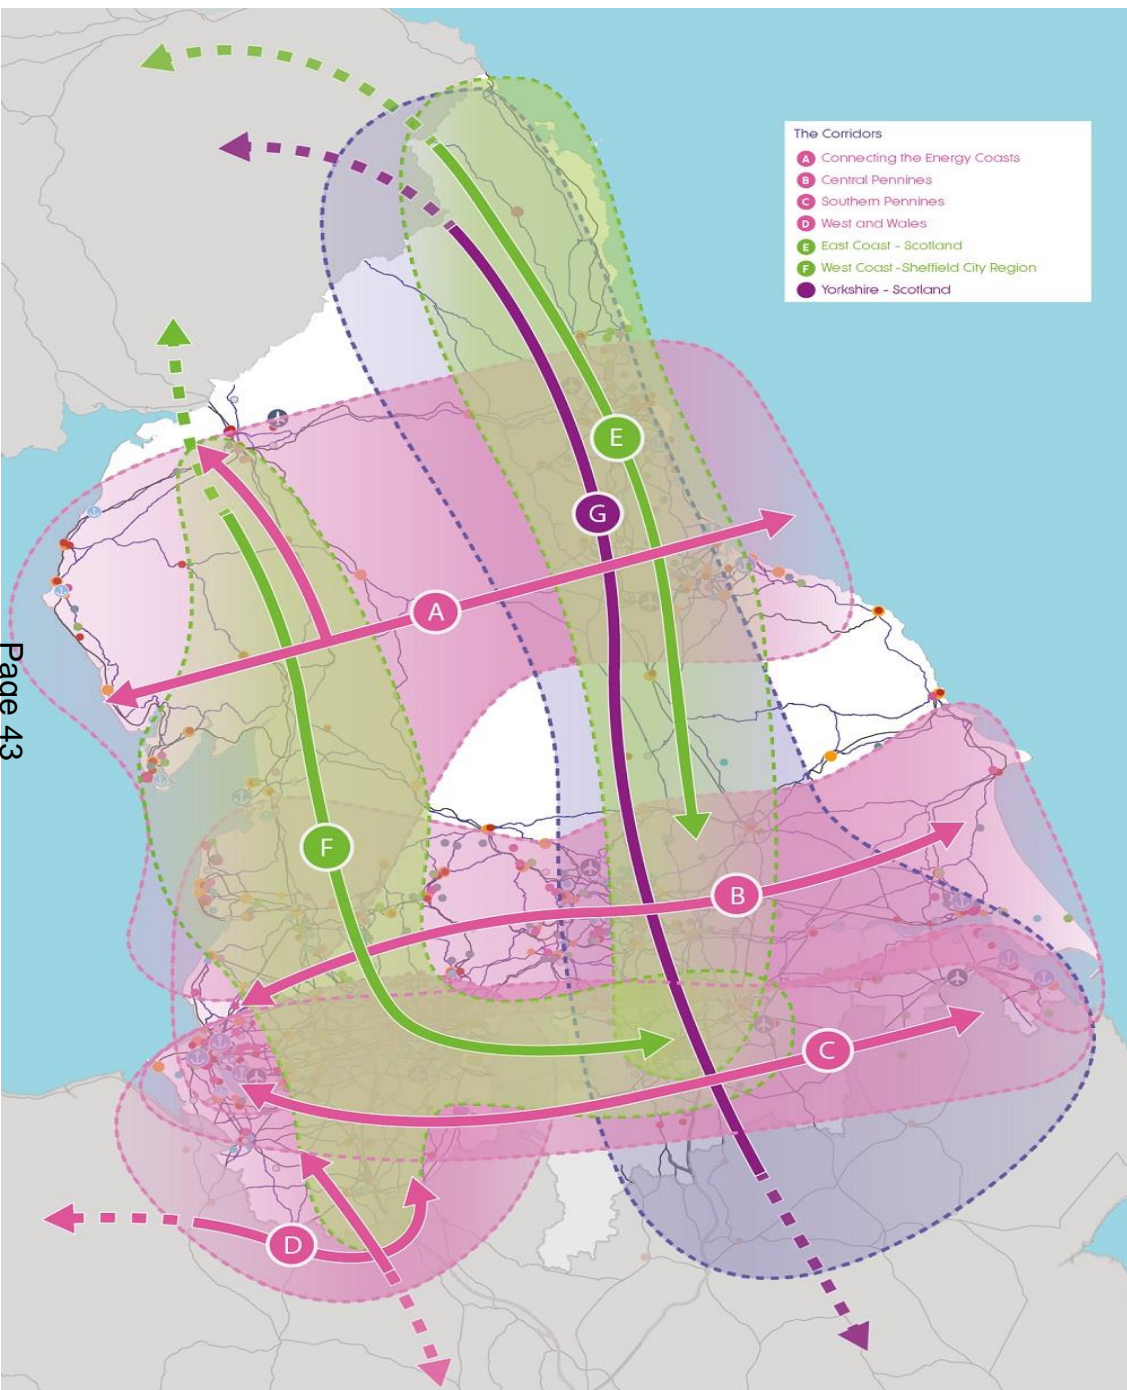 The Corridors
A Connecting the Energy Coasts
B Central Pennines
C Southern Pennines
D West and Wales
E East Coast - Scotland
F West Coast -Sheffield City Region
Yorkshire - Scotland
E
G
A
Page 43
F
B
C
D